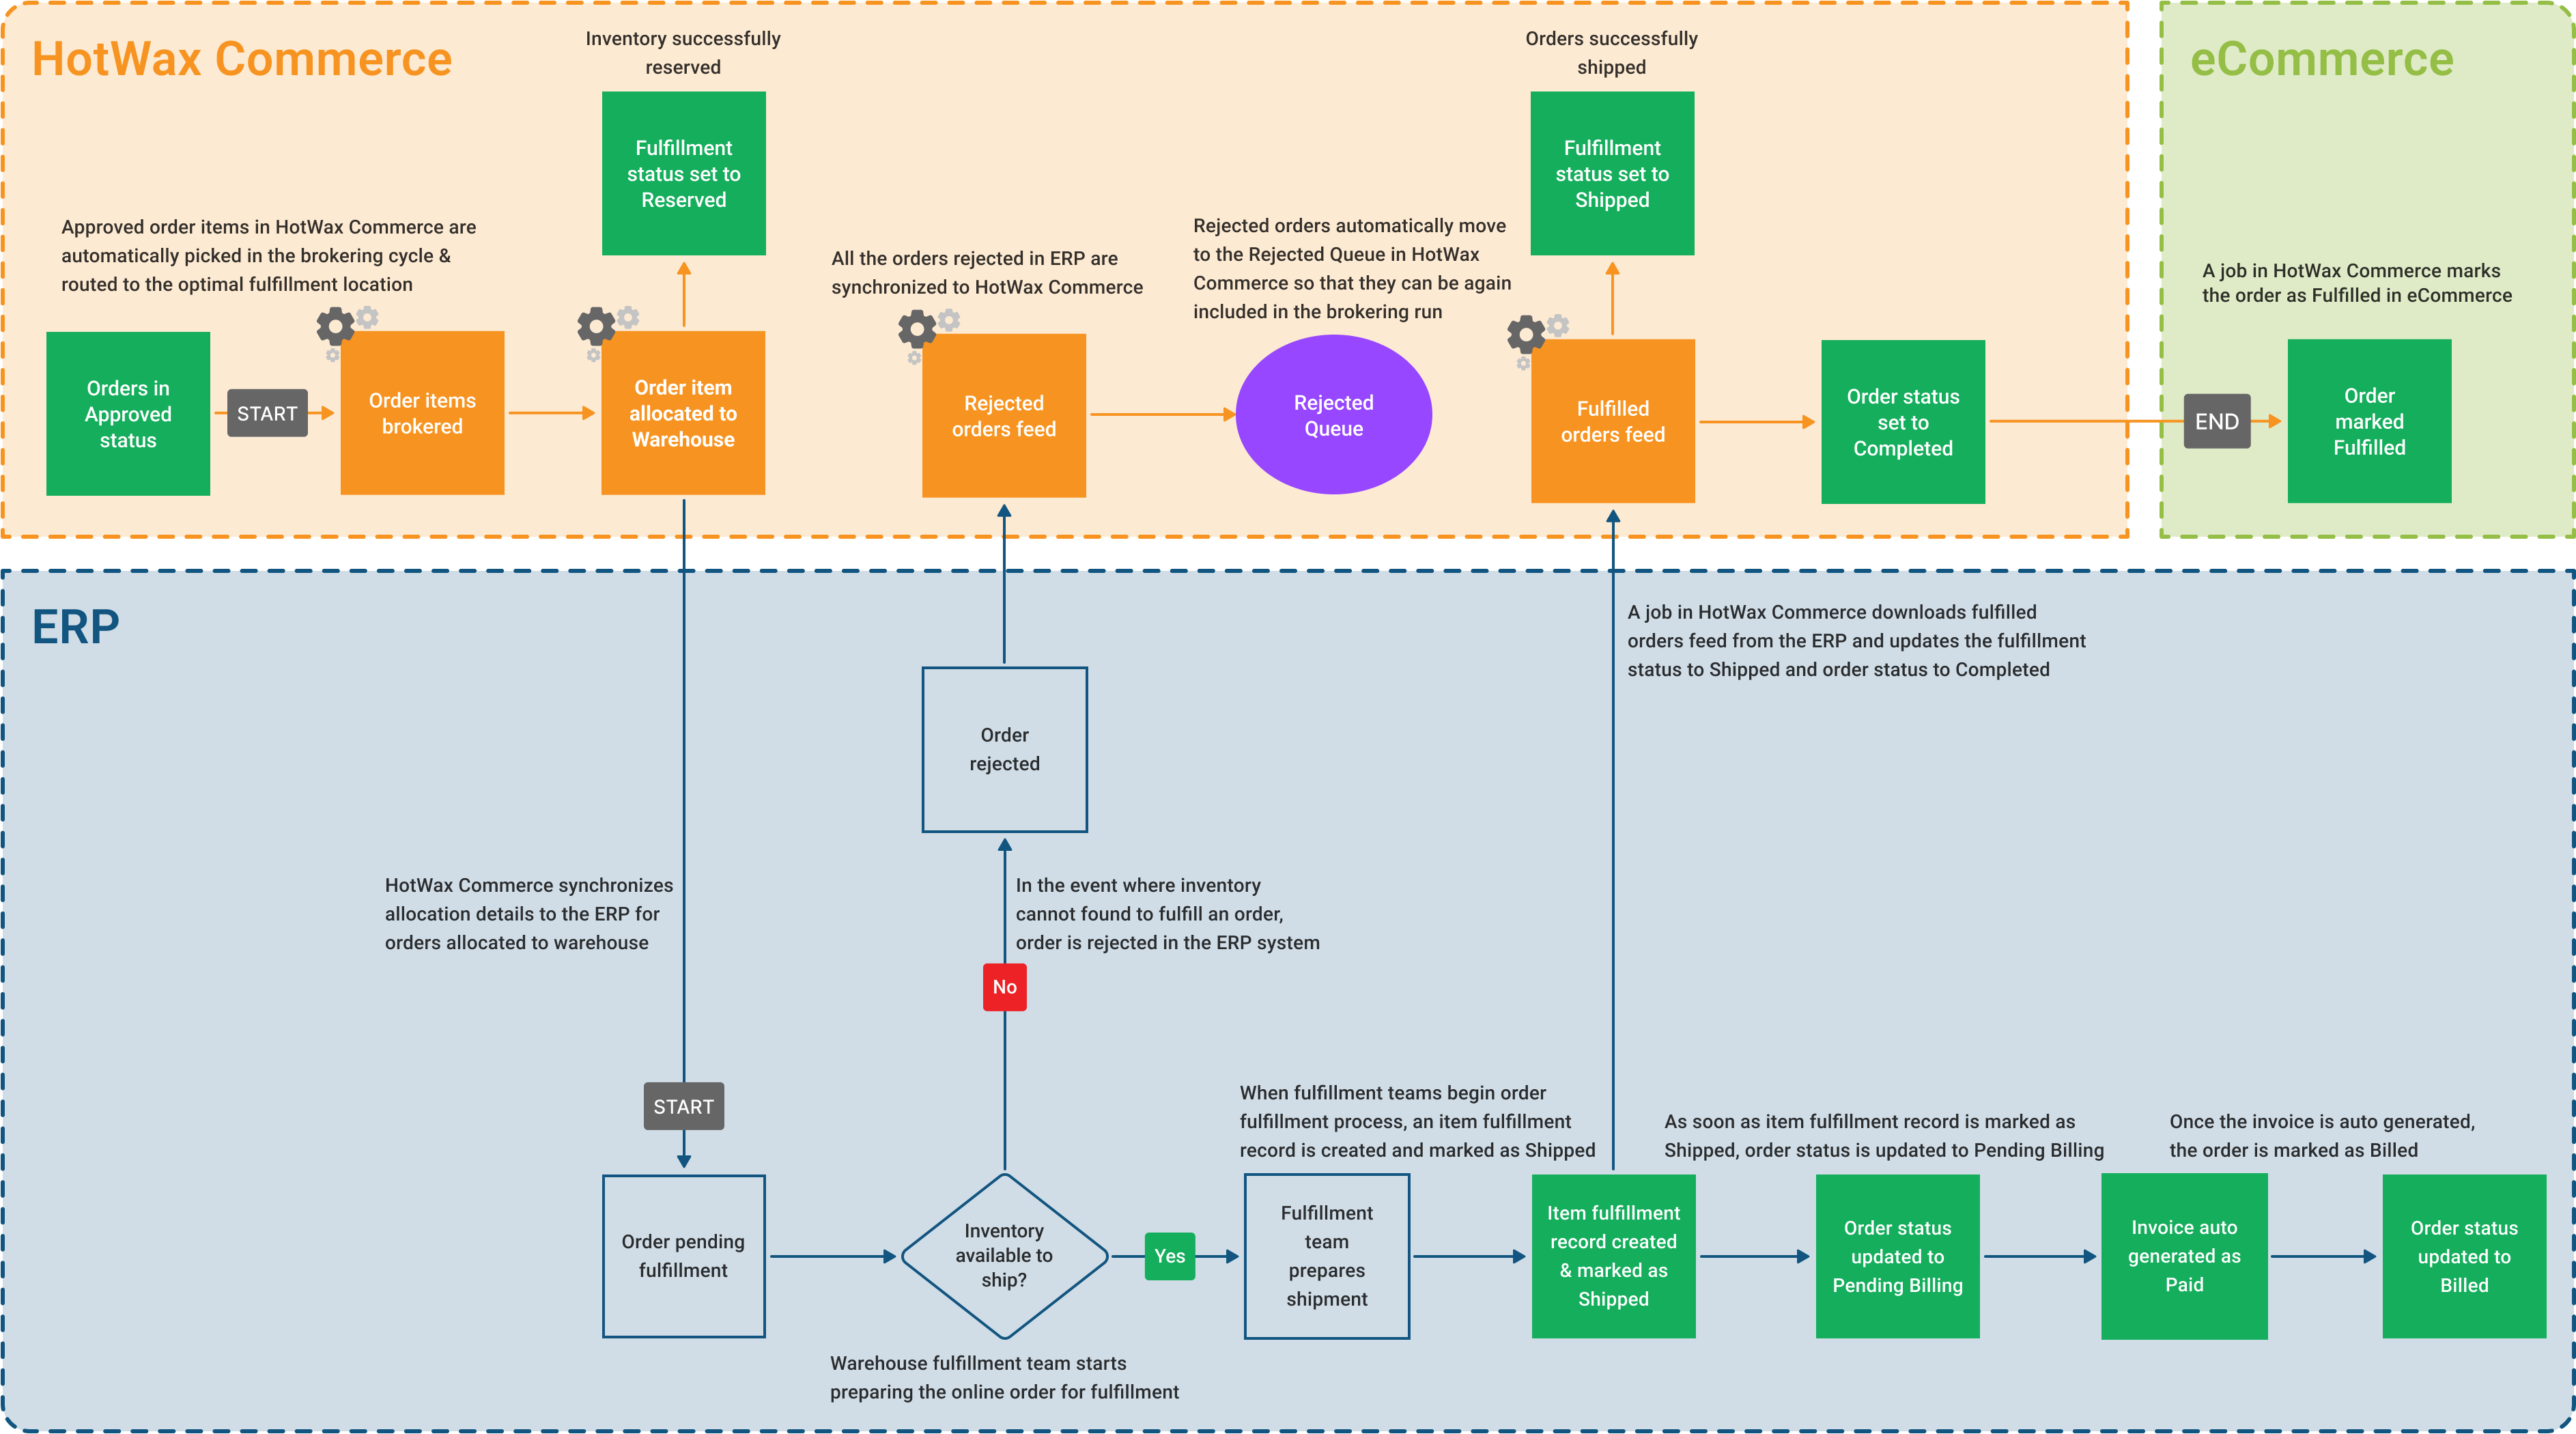 HotWax Commerce
Inventory successfully
reserved
Orders successfully
shipped
eCommerce
Fulfillment
status set to
Reserved
Fulfillment
status set to
Shipped
Approved order items in HotWax Commerce are
automatically picked in the brokering cycle &
routed to the optimal fulfillment location
All the orders rejected in ERP are
synchronized to HotWax Commerce
Rejected orders automatically move
to the Rejected Queue in HotWax
Commerce so that they can be again
included in the brokering run
A job in HotWax Commerce marks
the order as Fulfilled in eCommerce
Orders in
Approved
status
START
Order items
brokered
Order item
allocated to
Warehouse
Rejected
orders feed
Rejected
Queue
Fulfilled
orders feed
Order status
set to
Completed
END
Order
marked
Fulfilled
ERP
A job in HotWax Commerce downloads fulfilled
orders feed from the ERP and updates the fulfillment
status to Shipped and order status to Completed
Order
rejected
HotWax Commerce synchronizes
allocation details to the ERP for
orders allocated to warehouse
In the event where inventory
cannot found to fulfill an order,
order is rejected in the ERP system
No
START
When fulfillment teams begin order
fulfillment process, an item fulfillment
record is created and marked as Shipped
As soon as item fulfillment record is marked as
Shipped, order status is updated to Pending Billing
Once the invoice is auto generated,
the order is marked as Billed
Order pending
fulfillment
Inventory
available to
ship?
Yes
Fulfillment
team
prepares
shipment
Item fulfillment
record created
& marked as
Shipped
Order status
updated to
Pending Billing
Invoice auto
generated as
Paid
Order status
updated to
Billed
Warehouse fulfillment team starts
preparing the online order for fulfillment